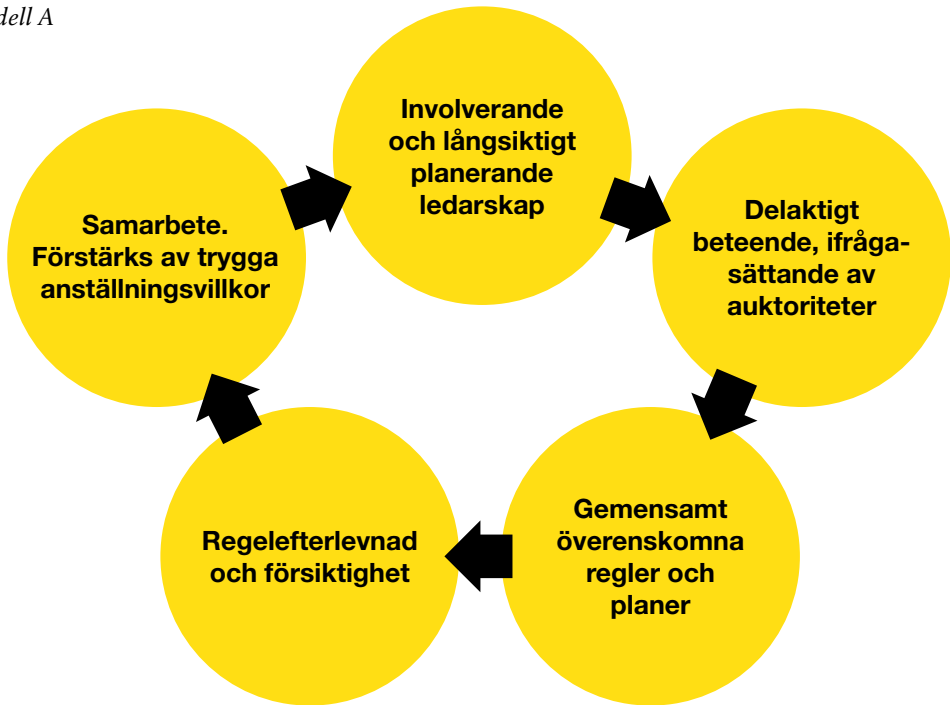 dell A
Involverande
och långsiktigt
planerande
ledarskap
Delaktigt
beteende, ifråga-
sättande av
auktoriteter
Gemensamt
överenskomna
regler och
planer
Regelefterlevnad
och försiktighet
Samarbete.
Förstärks av trygga
anställningsvillkor